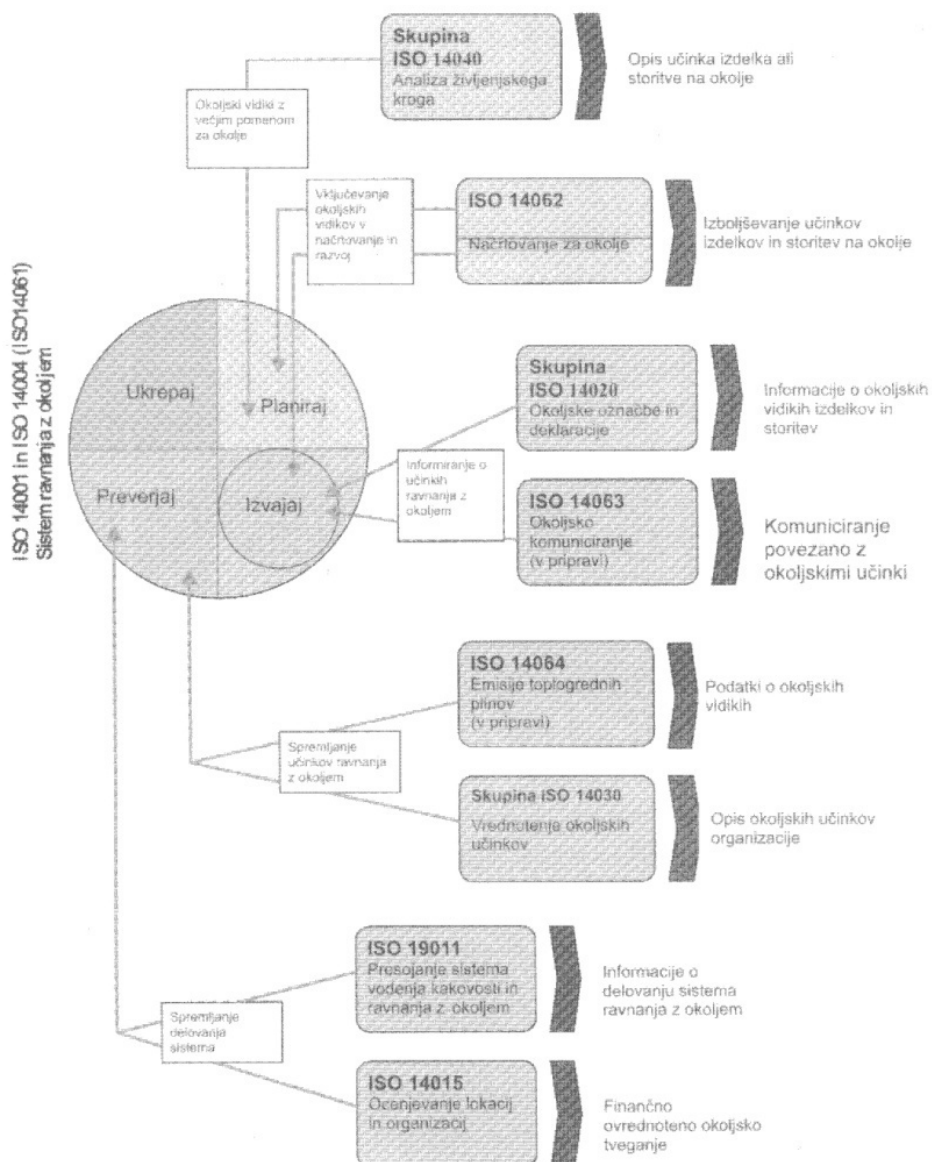 Skupina
ISO 14040
Analiza življenjskega
kroga
Opis učinka izdelka ali
storitve na okolje
Okoljski vidiki z
večjim pomenom
za okolje
Vključevanje
okoljskih
vidikov v
načrtovanje in
razvoj
ISO 14062
Načrtovanje za okolje
Izboljševanje učinkov
izdelkov in storitev na okolje
ISO 14001 in ISO 14004 (ISO14061)
Sistem ravnanja z okoljem
Ukrepaj
Planiraj
Preverjaj
Izvajaj
Skupina
ISO 14020
Okoljske označbe in
deklaracije
Informacije o okoljskih
vidikih izdelkov in
storitev
Informiranje o
učinkih
ravnanja z
okoljem
ISO 14063
Okoljsko
komuniciranje
(v pripravi)
Komuniciranje
povezano z
okoljskimi učinki
ISO 14064
Emisije toplogrednih
plinov
(v pripravi)
Podatki o okoljskih
vidikih
Spremljanje
učinkov ravnanja
z okoljem
Skupina ISO 14030
Vrednotenje okoljskih
učinkov
Opis okoljskih učinkov
organizacije
ISO 19011
Presojanje sistema
vodenja kakovosti in
ravnanja z okoljem
Informacije o
delovanju sistema
ravnanja z okoljem
Spremljanje
delovanja
sistema
ISO 14015
Ocenjevanje lokacij
in organizacij
Finančno
ovrednoteno okoljsko
tveganje